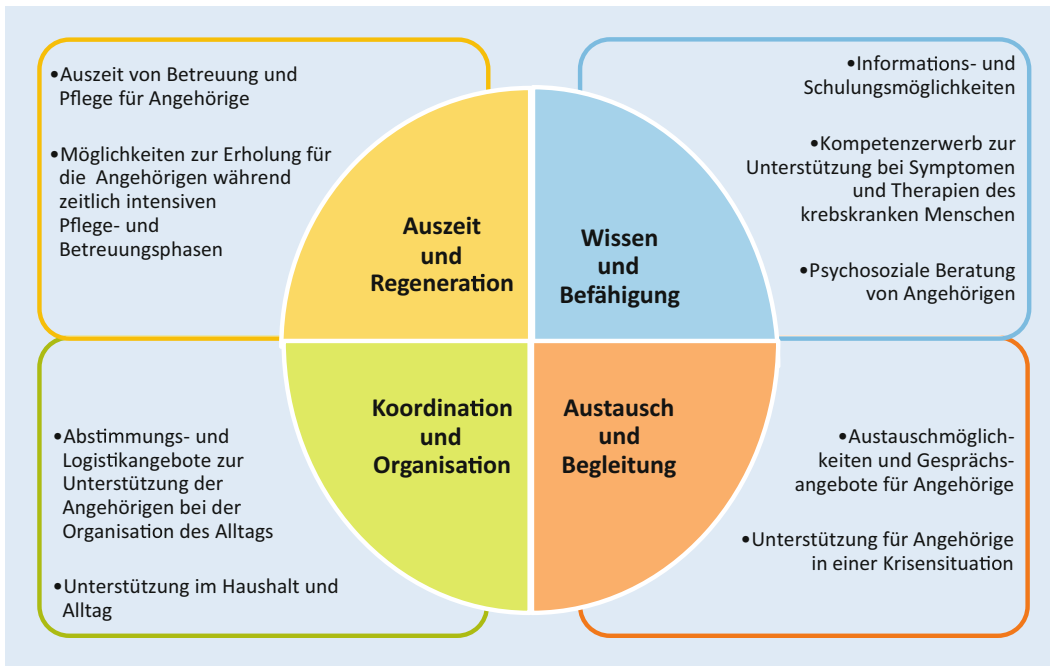 •Auszeit von Betreuung und
Pflege für Angehörige
•Möglichkeiten zur Erholung für
die Angehörigen während
zeitlich intensiven
Pflege- und
Betreuungsphasen
Auszeit
und
Regeneration
•Informations- und
Schulungsmöglichkeiten
•Kompetenzerwerb zur
Unterstützung bei Symptomen
und Therapien des
krebskranken Menschen
•Psychosoziale Beratung
von Angehörigen
Wissen
und
Befähigung
•Abstimmungs- und
Logistikangebote zur
Unterstützung der
Angehörigen bei der
Organisation des Alltags
•Unterstützung im Haushalt und
Alltag
Koordination
und
Organisation
Austausch
und
Begleitung
•Austauschmöglich-
keiten und Gesprächs-
angebote für Angehörige
•Unterstützung für Angehörige
in einer Krisensituation